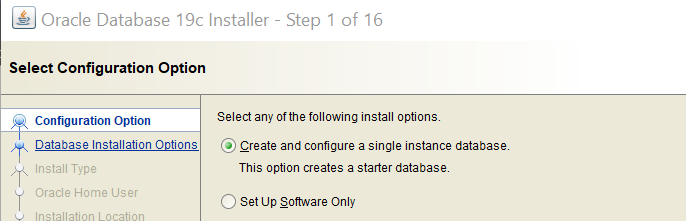 Oracle Database 19c Installer - Step 1 of 16
Select Configuration Option
Configuration Option
Database Installation Options
Install Type
Oracle Home User
Installation Location
Select any of the following install options.
Create and configure a single instance database.
This option creates a starter database.
Set Up Software Only